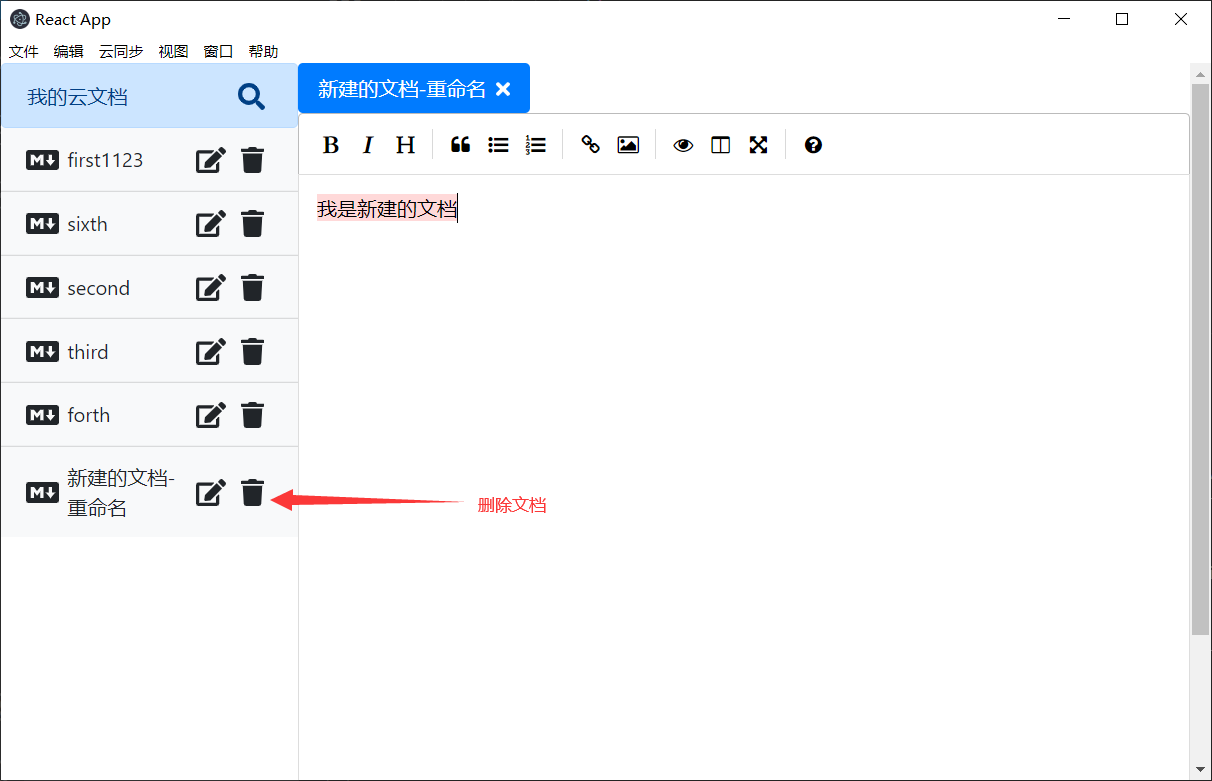 React App
文件 编辑 云同步 视图 窗口 帮助
我的云文档
新建的文档-重命名
B I H
M first1123
M sixth
M second
M third
M forth
M 新建的文档-
重命名
我是新建的文档
删除文档